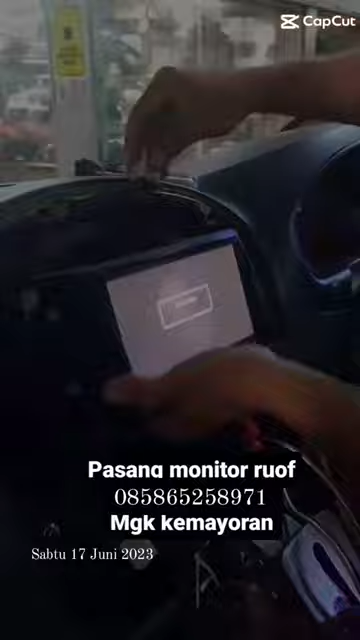 CapCut
Pasang monitor ruof
085865258971
Mgk kemayoran
Sabtu 17 Juni 2023